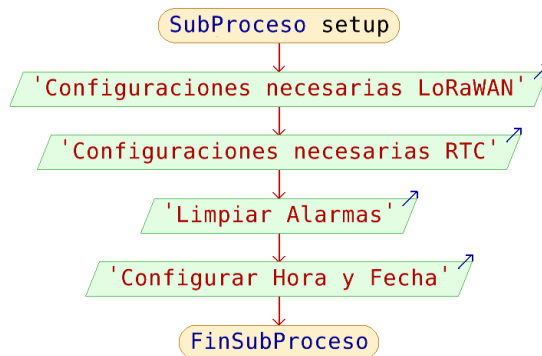 SubProceso setup
'Configuraciones necesarias LoRaWAN'
'Configuraciones necesarias RTC'
'Limpiar Alarmas'
'Configurar Hora y Fecha'
FinSubProceso